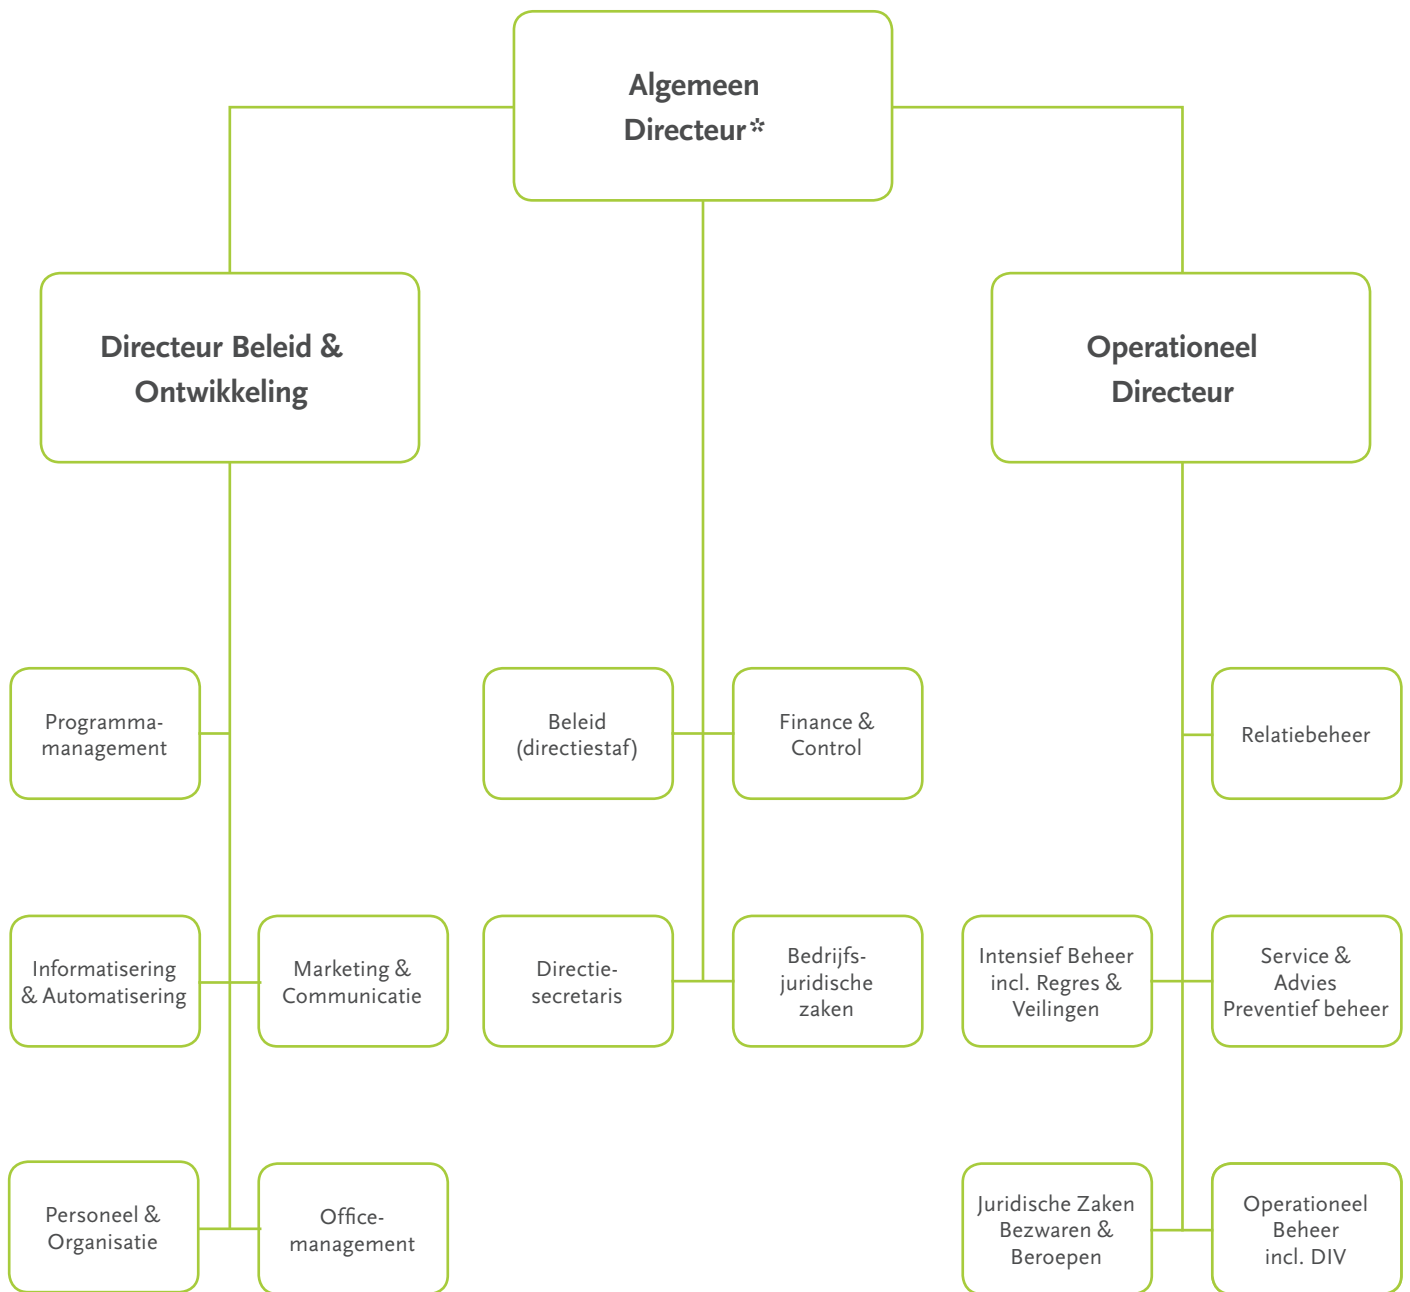 Algemeen
Directeur*
Directeur Beleid &
Ontwikkeling
Operationeel
Directeur
Programma-
management
Beleid
(directiestaf)
Finance &
Control
Relatiebeheer
Informatisering
& Automatisering
Marketing &
Communicatie
Directie-
secretaris
Bedrijfs-
juridische
zaken
Intensief Beheer
incl. Regres &
Veilingen
Service &
Advies
Preventief beheer
Personeel &
Organisatie
Office-
management
Juridische Zaken
Bezwaren &
Beroepen
Operationeel
Beheer
incl. DIV